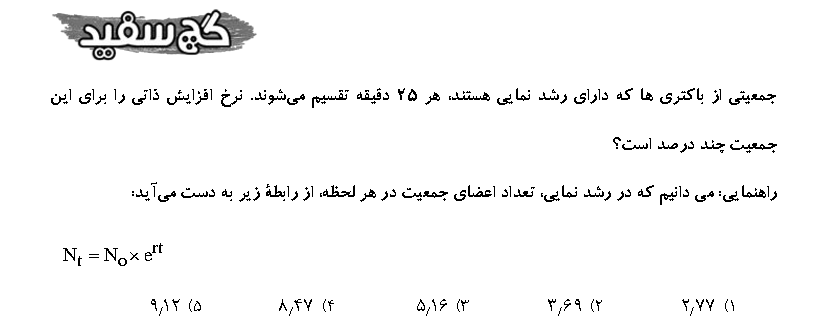 گچ سفید
جمعیتی از باکتری ها که دارای رشد نمایی هستند، هر ۲۵ دقیقه تقسیم می‌شوند. نرخ افزایش ذاتی را برای این
جمعیت چند درصد است؟
راهنمایی: می دانیم که در رشد نمایی، تعداد اعضای جمعیت در هر لحظه، از رابطهٔ زیر به دست می‌آید:
Nt = No × e^rt
۱) ۲٫۷۷ ۲) ۳٫۶۹ ۳) ۵٫۱۶ ۴) ۸٫۴۷ ۵) ۹٫۱۲